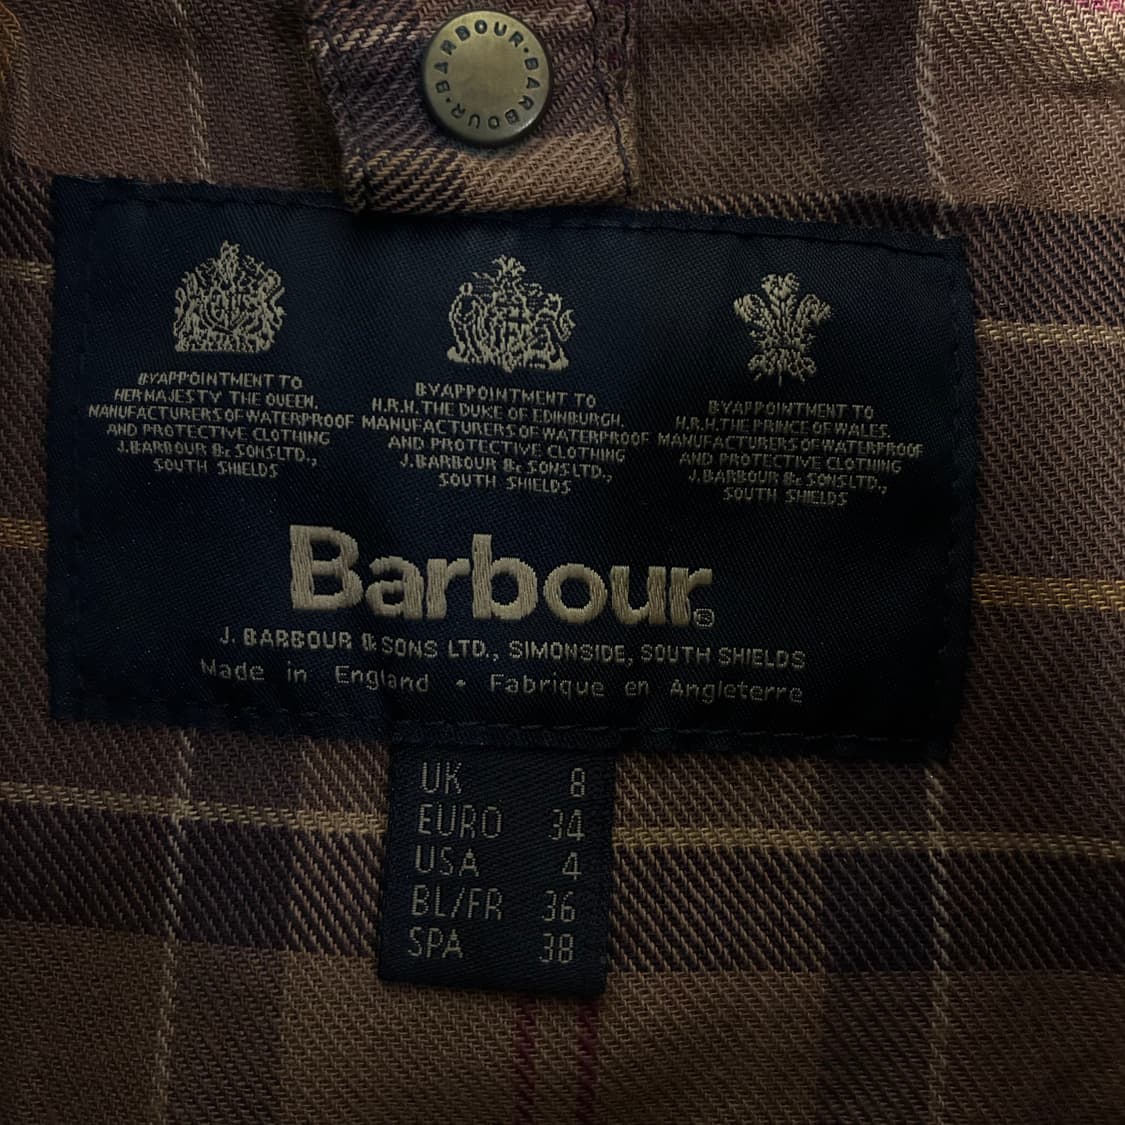 BARBOUR · BARBOUR · BARBOUR ·
BY APPOINTMENT TO
HER MAJESTY THE QUEEN.
MANUFACTURERS OF WATERPROOF
AND PROTECTIVE CLOTHING
J. BARBOUR & SONS LTD.,
SOUTH SHIELDS
BY APPOINTMENT TO
H.R.H. THE DUKE OF EDINBURGH.
MANUFACTURERS OF WATERPROOF
AND PROTECTIVE CLOTHING
J. BARBOUR & SONS LTD.,
SOUTH SHIELDS
BY APPOINTMENT TO
H.R.H. THE PRINCE OF WALES.
MANUFACTURERS OF WATERPROOF
AND PROTECTIVE CLOTHING
J. BARBOUR & SONS LTD.,
SOUTH SHIELDS
Barbour®
J. BARBOUR & SONS LTD., SIMONSIDE, SOUTH SHIELDS
Made in England • Fabrique en Angleterre
UK 8
EURO 34
USA 4
BL/FR 36
SPA 38